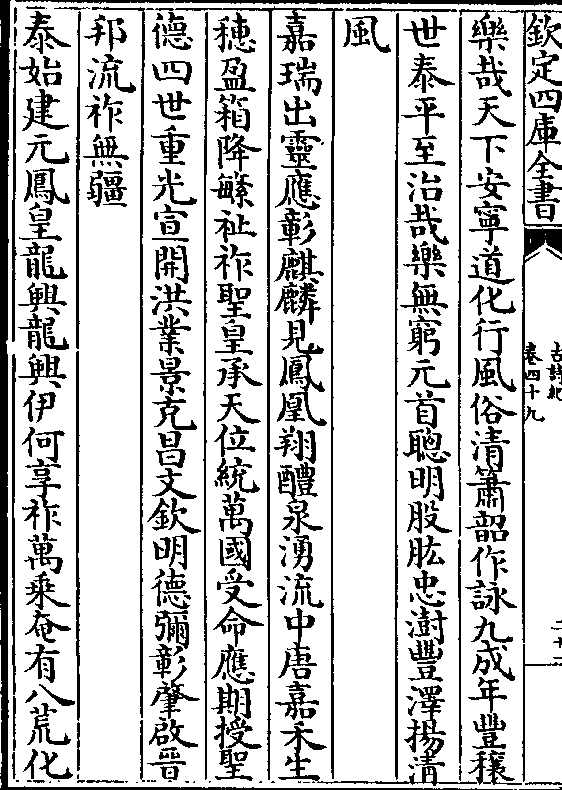 欽定四庫全書
古詩紀
卷四十九
二十二
樂哉天下安寧道化行風俗清簫韶作詠九成年豐穰
世泰平至治哉樂無窮元首聰明股肱忠澍豐澤揚清
風
嘉瑞出靈應彰麒麟見鳳凰翔醴泉湧流中唐嘉禾生
穗盈箱降繁祉祚聖皇承天位統萬國受命應期授聖
德四世重光宣開洪業景克昌文欽明德彌彰肇啟晉
邦流祚無疆
泰始建元鳳皇龍興龍興伊何享祚萬乘奄有八荒化